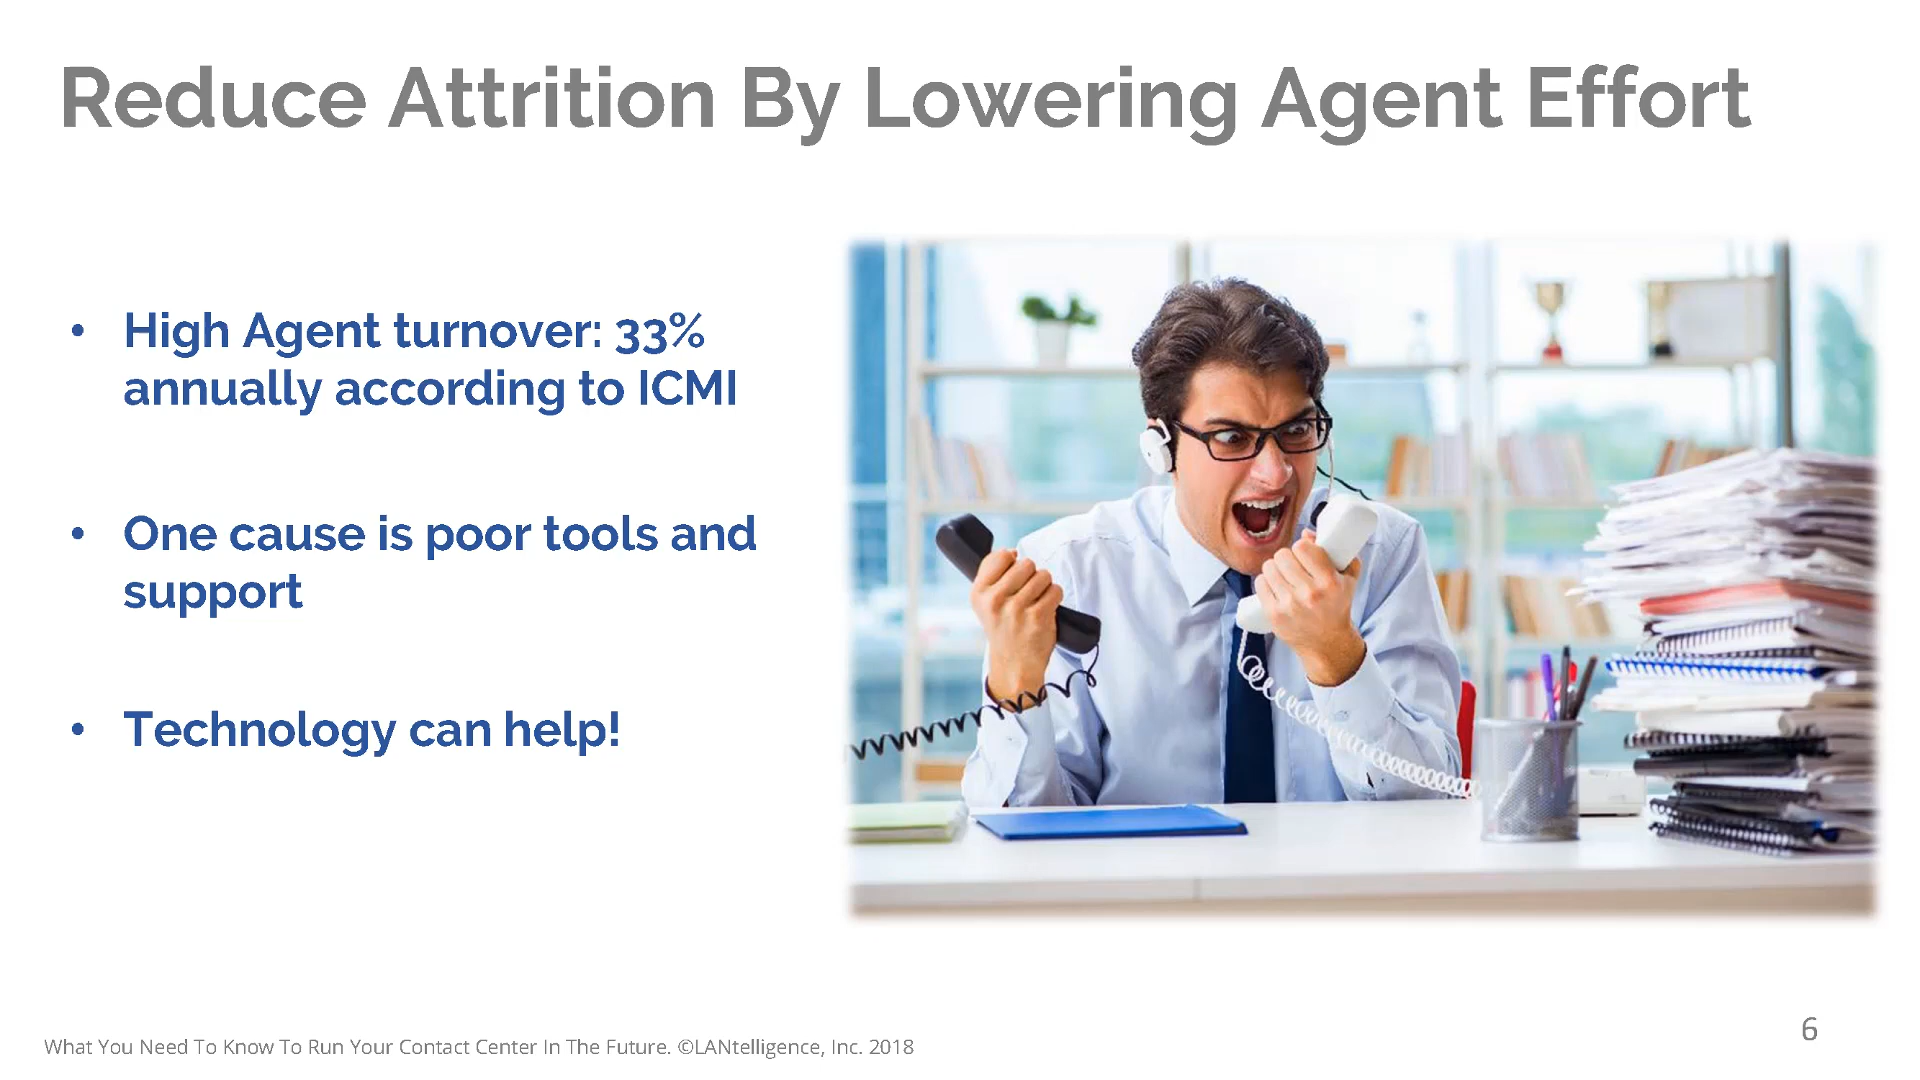 Reduce Attrition By Lowering Agent Effort
• High Agent turnover: 33%
annually according to ICMI
• One cause is poor tools and
support
• Technology can help!
What You Need To Know To Run Your Contact Center In The Future. ©LANtelligence, Inc. 2018
6